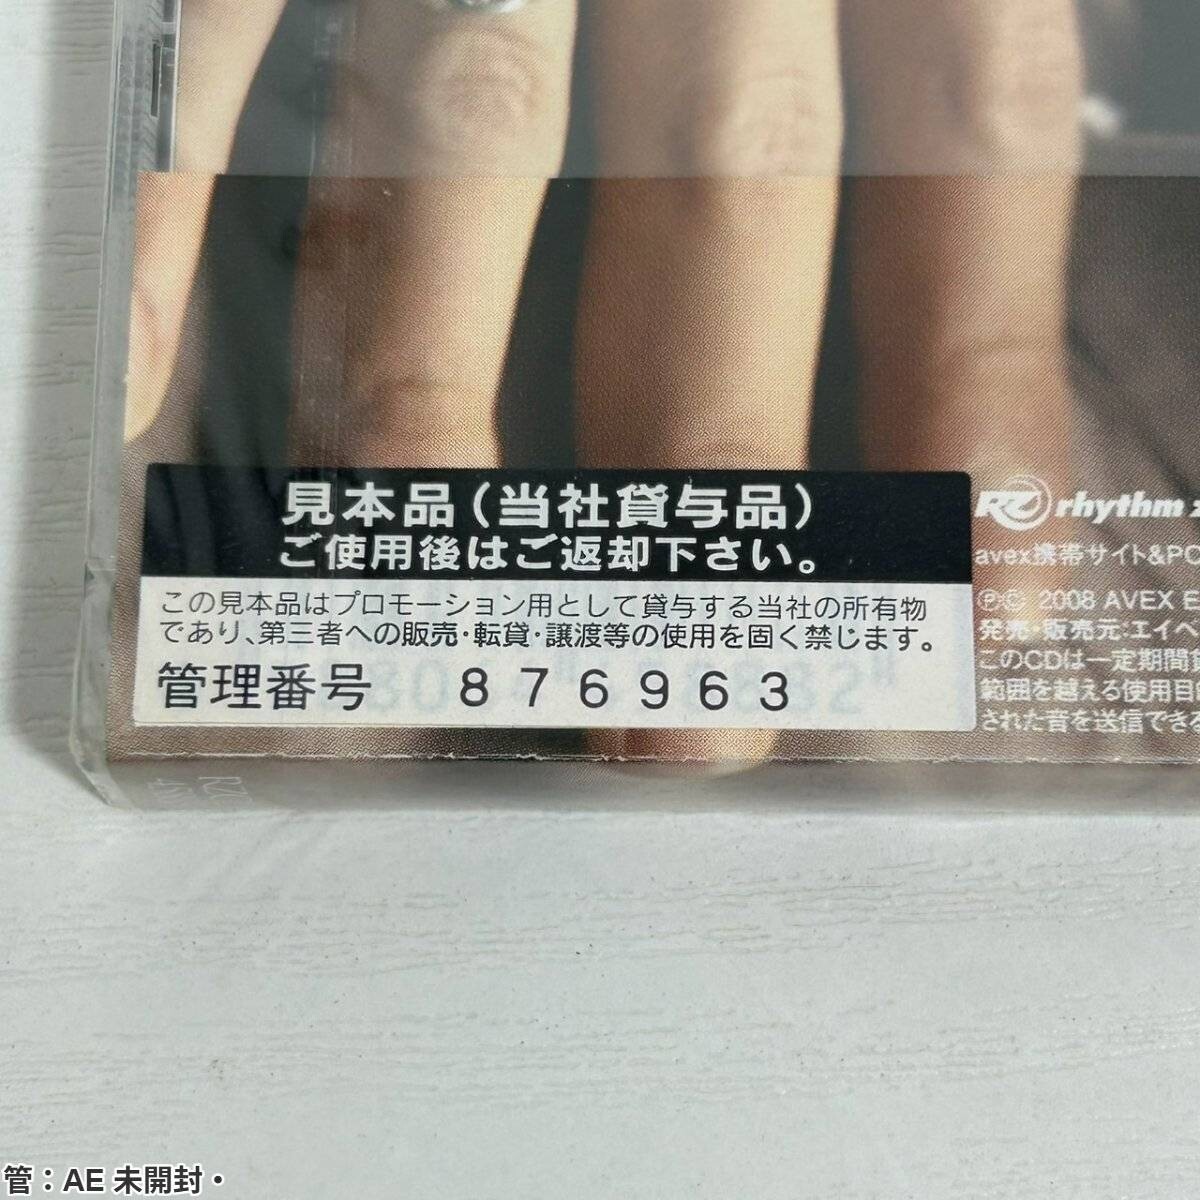 見本品(当社貸与品)
ご使用後はご返却下さい。
この見本品はプロモーション用として貸与する当社の所有物
であり、第三者への販売・転貸・譲渡等の使用を固く禁じます。
管理番号 876963
rhythm
avex携帯サイト&PC
℗© 2008 AVEX E
発売・販売元:エイベ
このCDは一定期間
範囲を越える使用目的
された音を送信できる
管:AE 未開封・